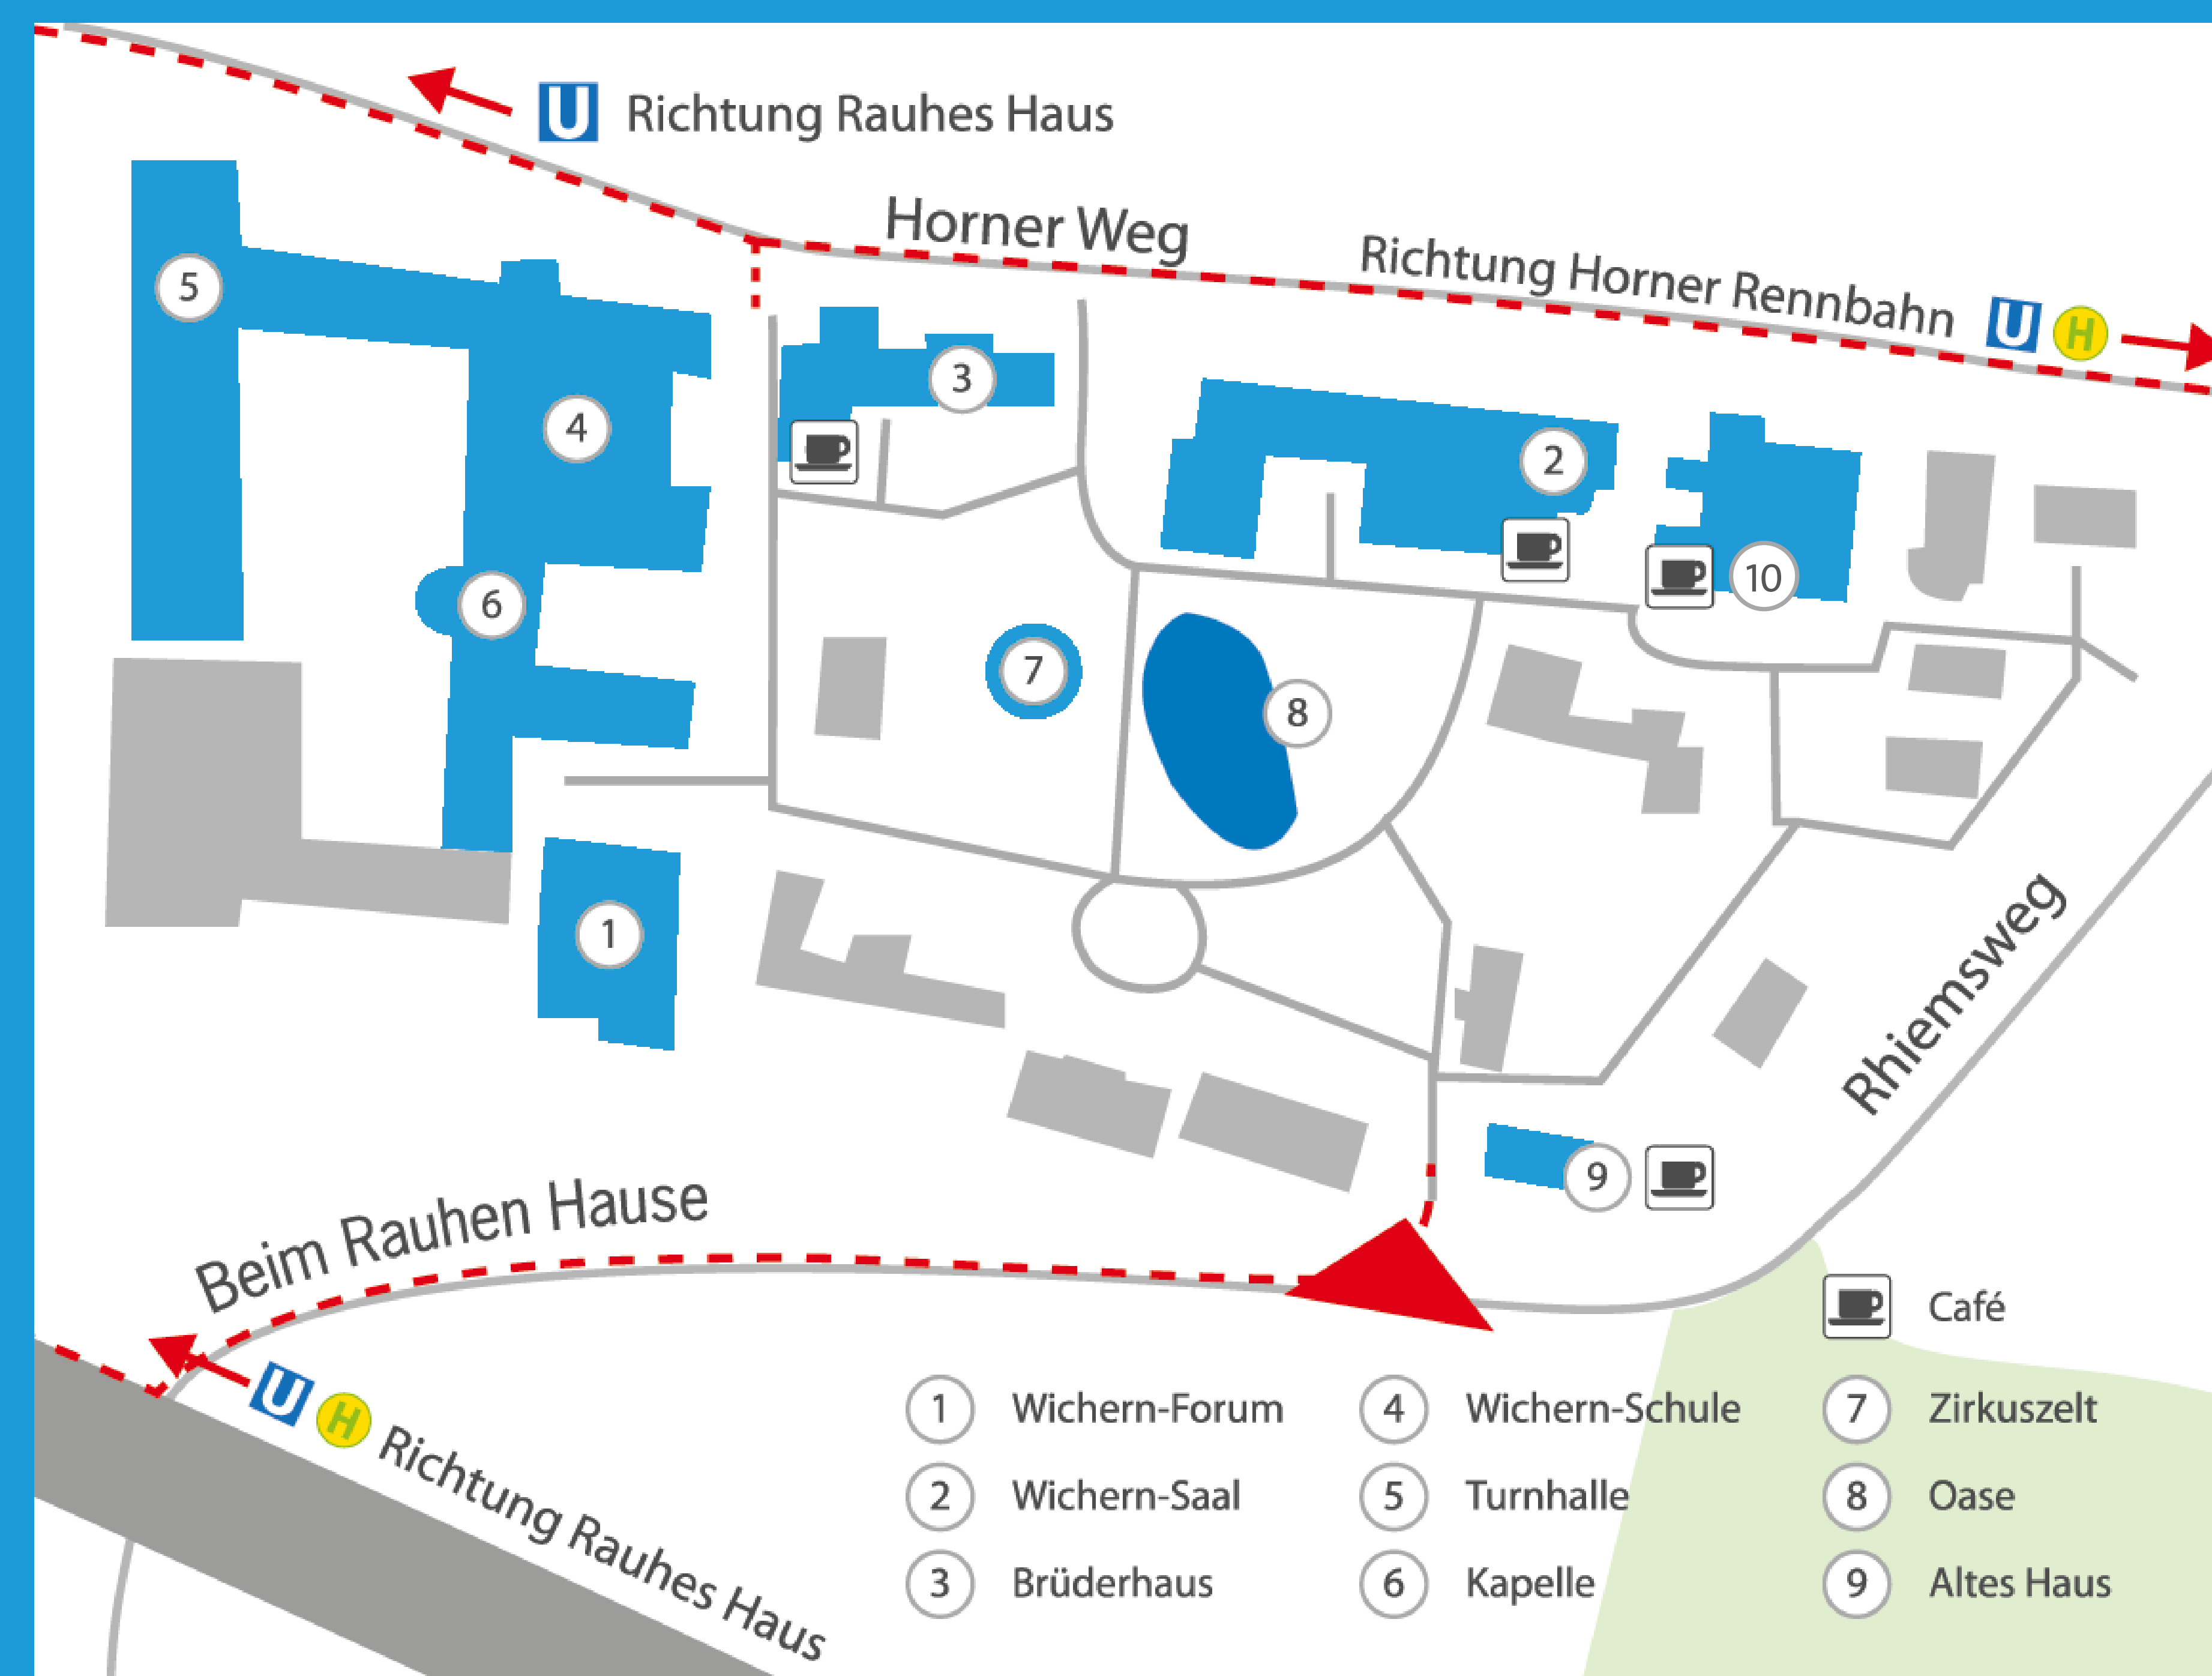 U Richtung Rauhes Haus
Horner Weg
Richtung Horner Rennbahn U H
5
3
4
2
10
6
7
8
1
Rhiemsweg
9
Beim Rauhen Hause
U H Richtung Rauhes Haus
Café
1 Wichern-Forum
4 Wichern-Schule
7 Zirkuszelt
2 Wichern-Saal
5 Turnhalle
8 Oase
3 Brüderhaus
6 Kapelle
9 Altes Haus